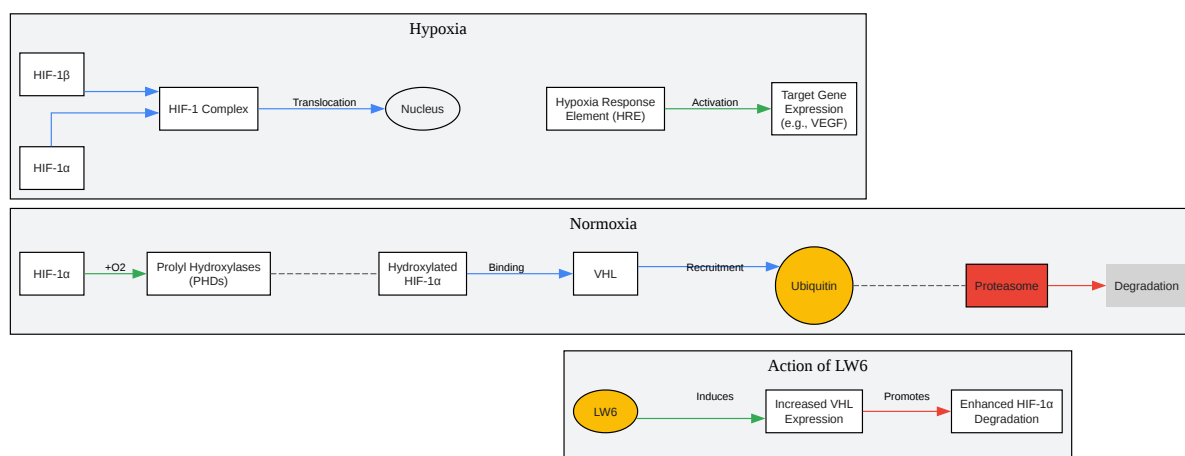 Hypoxia
HIF-1β
HIF-1α
HIF-1 Complex
Translocation
Nucleus
Hypoxia Response
Element (HRE)
Activation
Target Gene
Expression
(e.g., VEGF)
Normoxia
HIF-1α
+O2
Prolyl Hydroxylases
(PHDs)
Hydroxylated
HIF-1α
Binding
VHL
Recruitment
Ubiquitin
Proteasome
Degradation
Action of LW6
LW6
Induces
Increased VHL
Expression
Promotes
Enhanced HIF-1α
Degradation